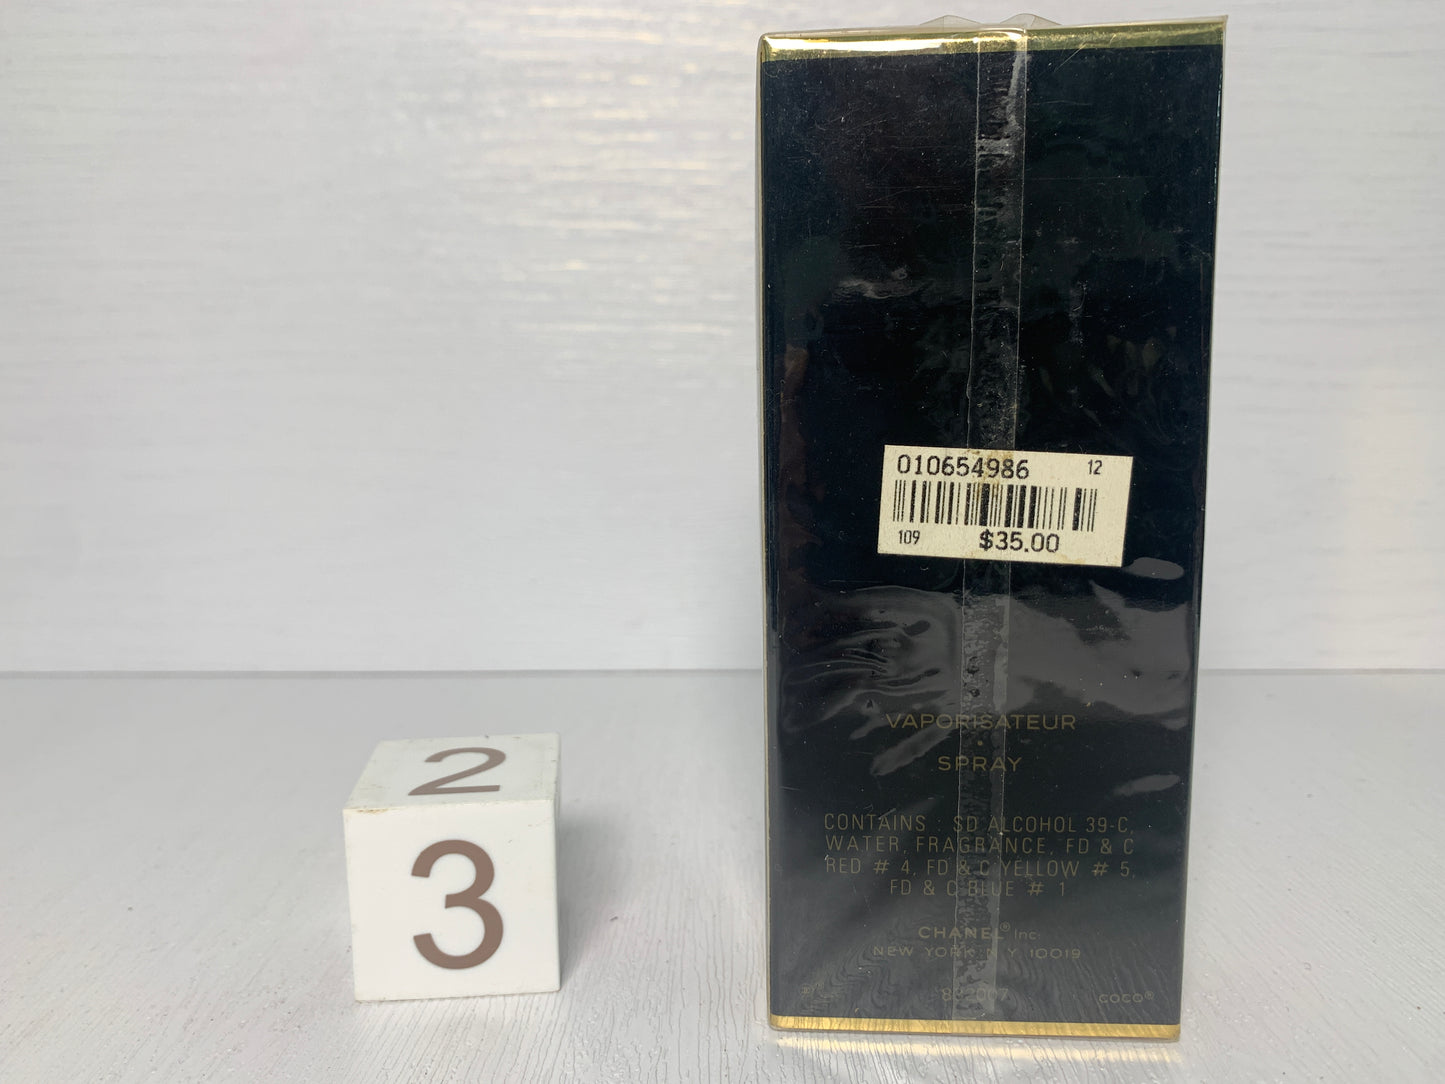 010654986 12
109 $35.00
VAPORISATEUR
•
SPRAY
CONTAINS : SD ALCOHOL 39-C,
WATER, FRAGRANCE, FD & C
RED # 4, FD & C YELLOW # 5,
FD & C BLUE # 1
CHANEL® Inc.
NEW YORK N Y 10019
COCO®
2
3